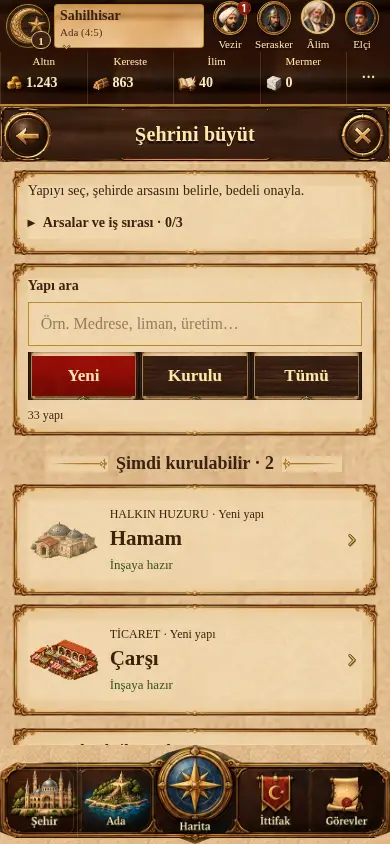 Sahilhisar
Ada (4:5)
1
1
Vezir
Serasker
Âlim
Elçi
Altın
Kereste
İlim
Mermer
1.243
863
40
0
...
Şehrini büyüt
Yapıyı seç, şehirde arsasını belirle, bedeli onayla.
► Arsalar ve iş sırası · 0/3
Yapı ara
Örn. Medrese, liman, üretim…
Yeni
Kurulu
Tümü
33 yapı
Şimdi kurulabilir · 2
HALKIN HUZURU · Yeni yapı
Hamam
İnşaya hazır
TİCARET · Yeni yapı
Çarşı
İnşaya hazır
Şehir
Ada
Harita
İttifak
Görevler